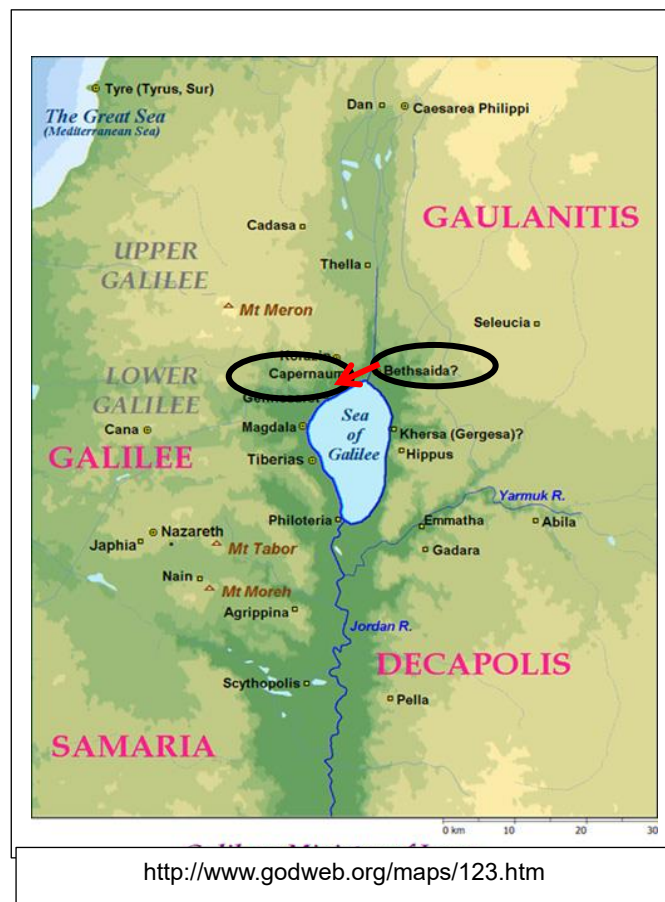 Tyre (Tyrus, Sur)
The Great Sea
(Mediterranean Sea)
Dan
Caesarea Philippi
GAULANITIS
Cadasa
UPPER
GALILEE
Thella
Mt Meron
Seleucia
Korazin
Capernaum
Bethsaida?
LOWER
GALILEE
Gennesaret
Cana
Magdala
Sea
of
Galilee
Khersa (Gergesa)?
Hippus
GALILEE
Tiberias
Yarmuk R.
Philoteria
Emmatha
Abila
Nazareth
Japhia
Mt Tabor
Gadara
Nain
Mt Moreh
Agrippina
Jordan R.
DECAPOLIS
Scythopolis
Pella
SAMARIA
0 km 10 20 30
http://www.godweb.org/maps/123.htm